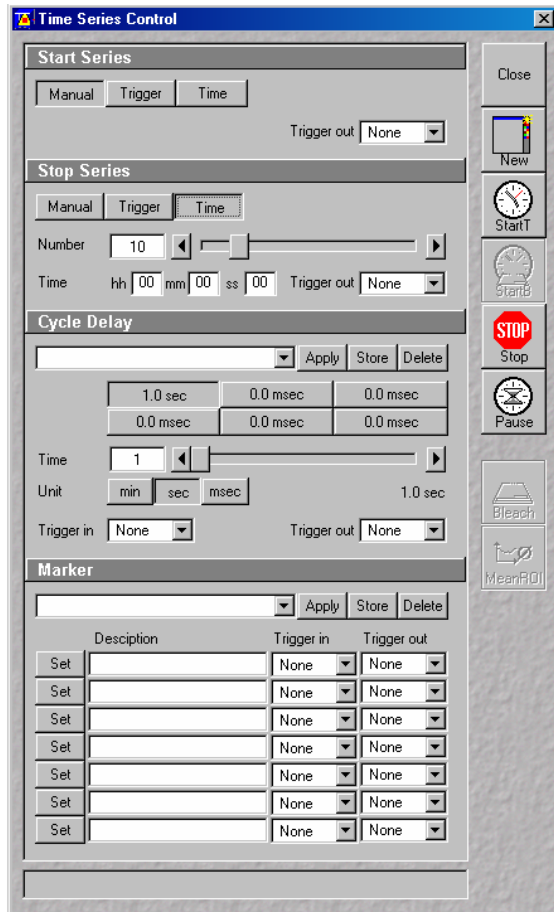 Time Series Control
Start Series
Close
Manual Trigger Time
Trigger out None
New
Stop Series
Manual Trigger Time
StartT
Number 10
Time hh 00 mm 00 ss 00 Trigger out None
StartB
Cycle Delay
STOP
Stop
Apply Store Delete
1.0 sec 0.0 msec 0.0 msec
0.0 msec 0.0 msec 0.0 msec
Pause
Time 1
Unit min sec msec 1.0 sec
Bleach
Trigger in None Trigger out None
Marker
MeanROI
Apply Store Delete
Desciption Trigger in Trigger out
Set None None
Set None None
Set None None
Set None None
Set None None
Set None None
Set None None